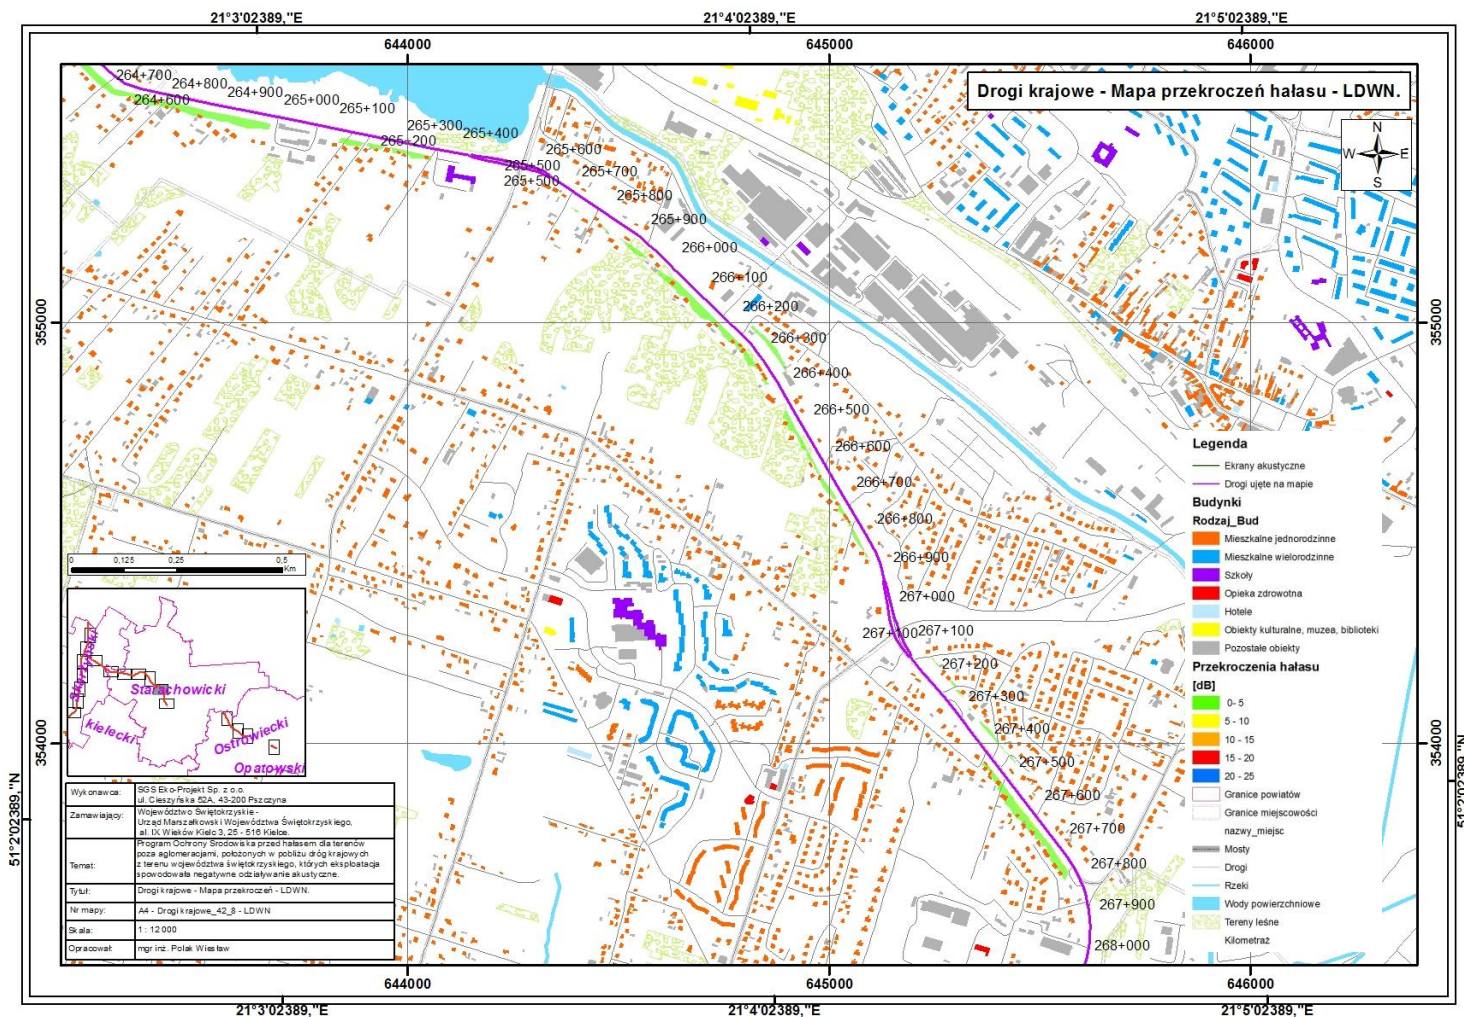 21°3'02389,"E
21°4'02389,"E
21°5'02389,"E
644000
645000
646000
Drogi krajowe - Mapa przekroczeń hałasu - LDWN.
N
W
E
S
264+700
264+800
264+600
264+900
265+000
265+100
265+300
265+400
265+200
265+600
265+500
265+700
265+500
265+800
265+900
266+000
266+100
266+200
266+300
266+400
266+500
266+600
266+700
266+800
266+900
267+000
267+100
267+100
267+200
267+300
267+400
267+500
267+600
267+700
267+800
267+900
268+000
355000
355000
354000
354000
51°2'02389,"N
51°2'02389,"N
0
0,125
0,25
0,5
Km
Starachowicki
kielecki
Ostrowiecki
Opatowski
Wykonawca:
SGS Eko-Projekt Sp. z o.o.
ul. Cieszyńska 52A, 43-200 Pszczyna
Zamawiający:
Województwo Świętokrzyskie -
Urząd Marszałkowski Województwa Świętokrzyskiego,
al. IX Wieków Kielc 3, 25 - 516 Kielce.
Temat:
Program Ochrony Środowiska przed hałasem dla terenów
poza aglomeracjami, położonych w pobliżu dróg krajowych
z terenu województwa świętokrzyskiego, których eksploatacja
spowodowała negatywne odziaływanie akustyczne.
Tytuł:
Drogi krajowe - Mapa przekroczeń - LDWN.
Nr mapy:
A4 - Drogi krajowe_42_8 - LDWN
Skala:
1 : 12 000
Opracował:
mgr inż. Polak Wiesław
Legenda
Ekrany akustyczne
Drogi ujęte na mapie
Budynki
Rodzaj_Bud
Mieszkalne jednorodzinne
Mieszkalne wielorodzinne
Szkoły
Opieka zdrowotna
Hotele
Obiekty kulturalne, muzea, biblioteki
Pozostałe obiekty
Przekroczenia hałasu
[dB]
0- 5
5 - 10
10 - 15
15 - 20
20 - 25
Granice powiatów
Granice miejscowości
nazwy_miejsc
Mosty
Drogi
Rzeki
Wody powierzchniowe
Tereny leśne
Kilometraż
644000
645000
646000
21°3'02389,"E
21°4'02389,"E
21°5'02389,"E